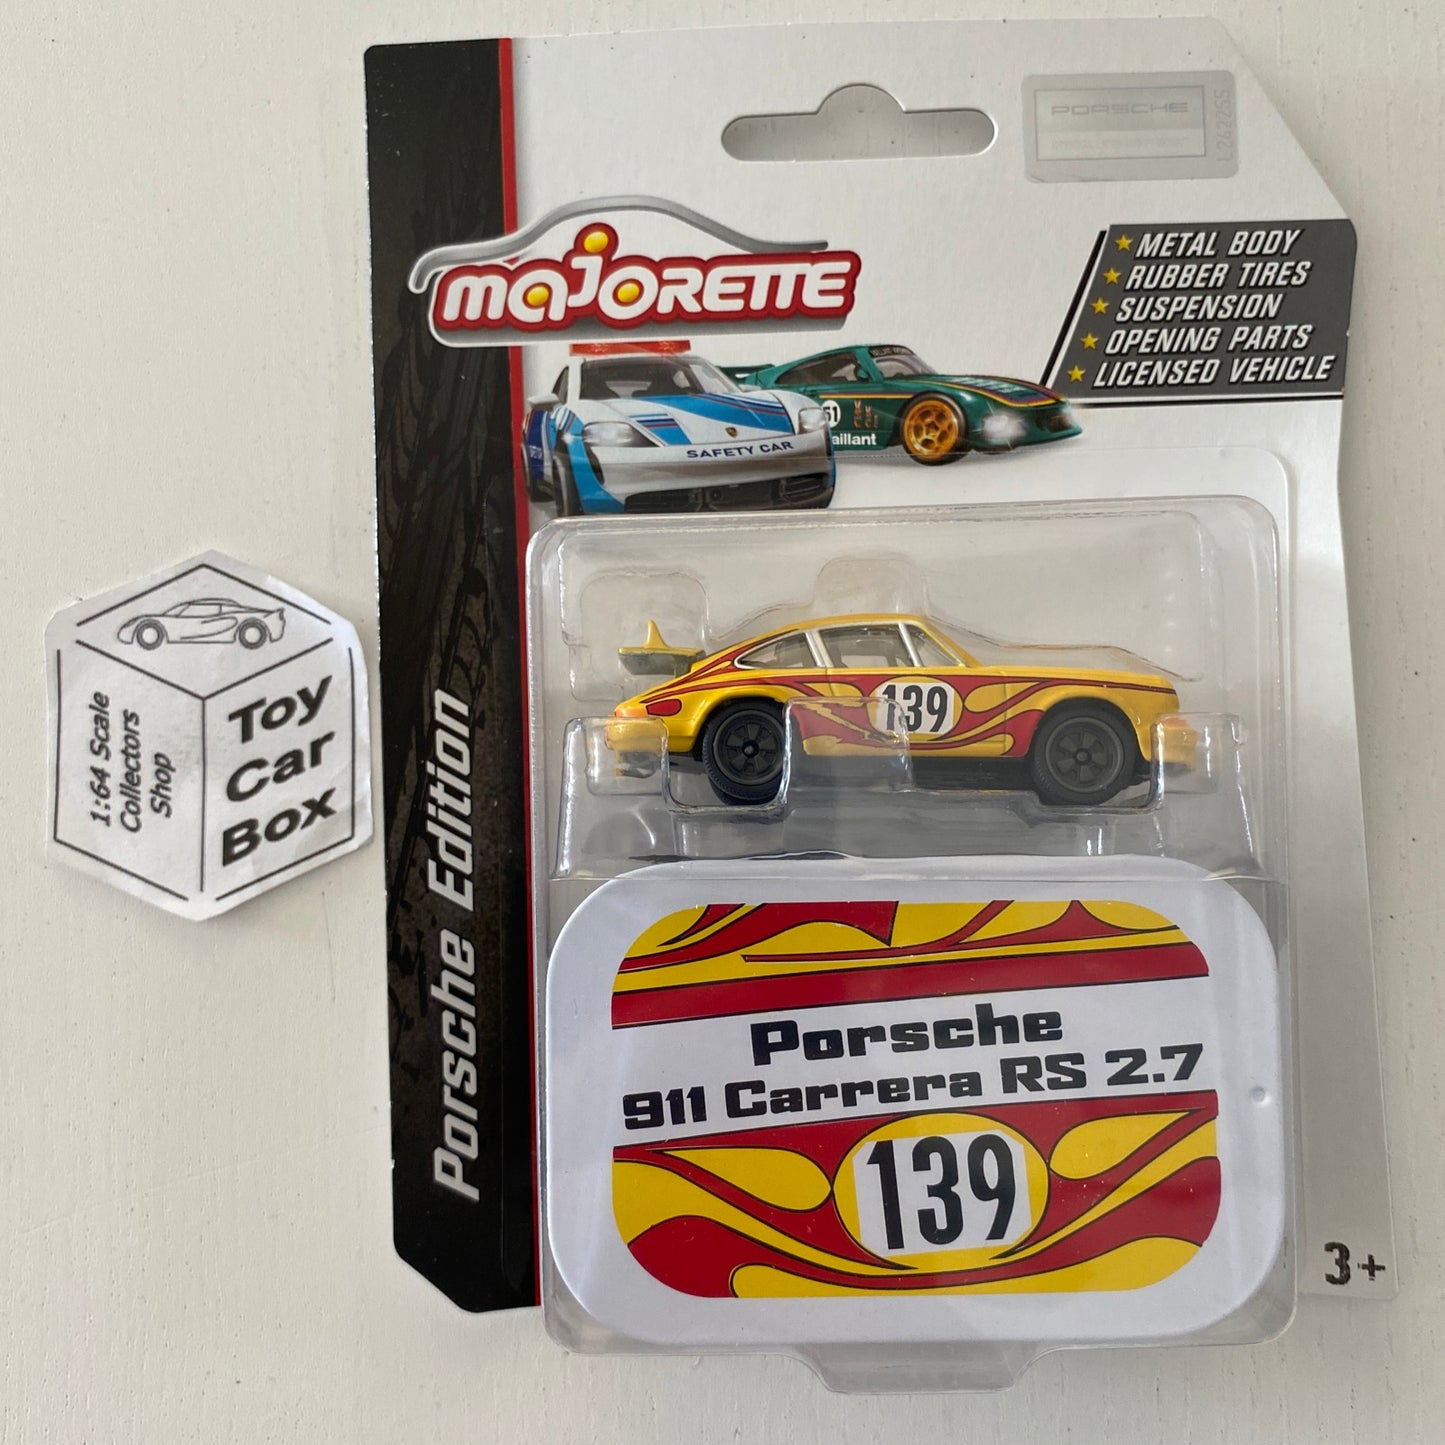 PORSCHE
L262255
majorette
METAL BODY
RUBBER TIRES
SUSPENSION
OPENING PARTS
LICENSED VEHICLE
SAFETY CAR
51
aillant
Porsche Edition
1:64 Scale
Collectors
Shop
Toy
Car
Box
139
Porsche
911 Carrera RS 2.7
139
3+